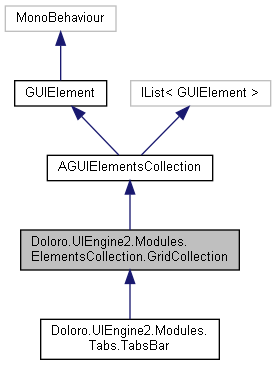 MonoBehaviour
GUIElement
IList< GUIElement >
AGUIElementsCollection
Doloro.UIEngine2.Modules.
ElementsCollection.GridCollection
Doloro.UIEngine2.Modules.
Tabs.TabsBar